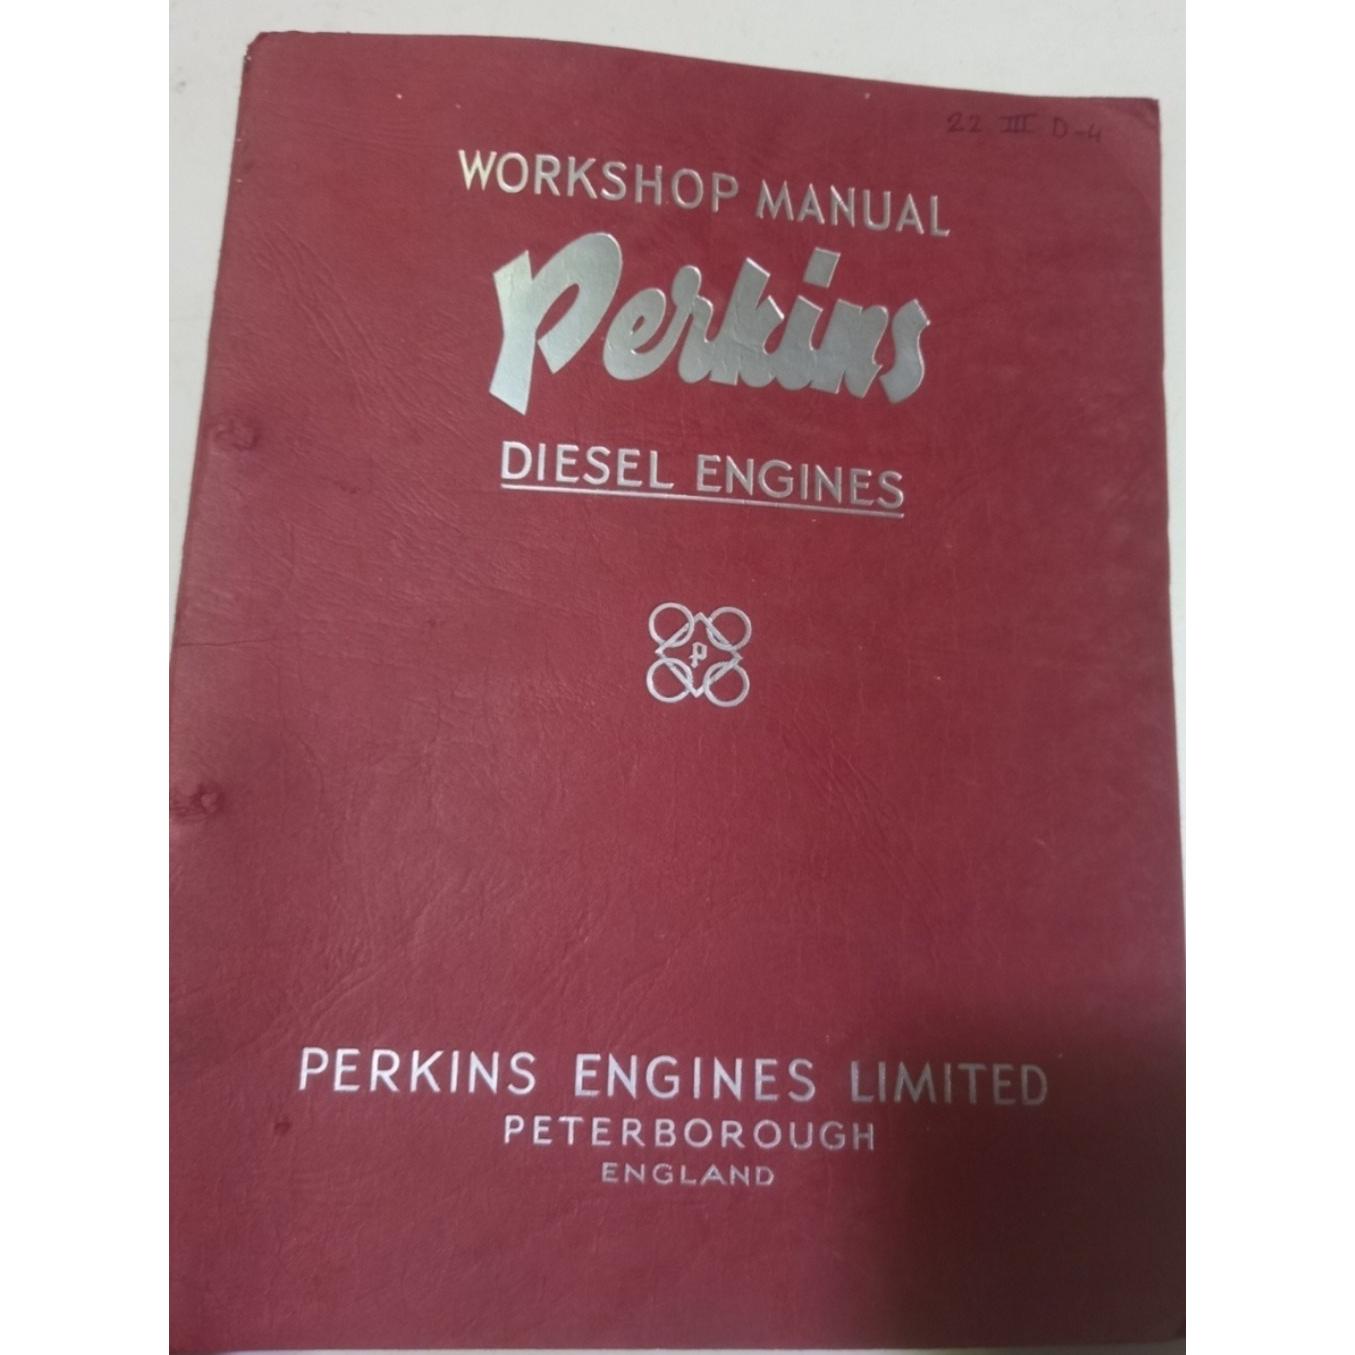 22 III D-4
WORKSHOP MANUAL
Perkins
DIESEL ENGINES
P
PERKINS ENGINES LIMITED
PETERBOROUGH
ENGLAND